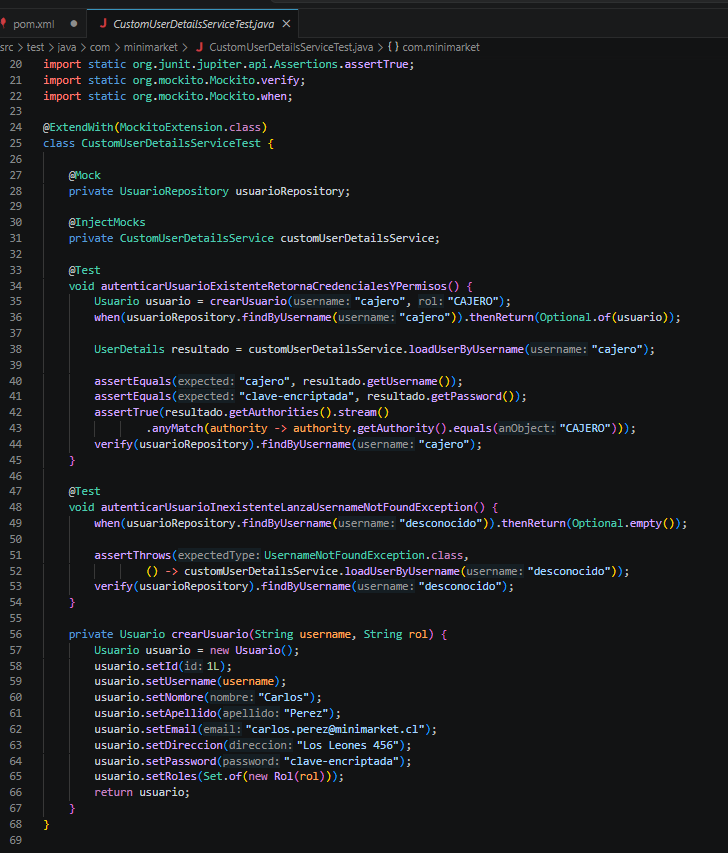 pom.xml
CustomUserDetailsServiceTest.java
src > test > java > com > minimarket > CustomUserDetailsServiceTest.java > {} com.minimarket
20 import static org.junit.jupiter.api.Assertions.assertTrue;
21 import static org.mockito.Mockito.verify;
22 import static org.mockito.Mockito.when;
23
24 @ExtendWith(MockitoExtension.class)
25 class CustomUserDetailsServiceTest {
26
27     @Mock
28     private UsuarioRepository usuarioRepository;
29
30     @InjectMocks
31     private CustomUserDetailsService customUserDetailsService;
32
33     @Test
34     void autenticarUsuarioExistenteRetornaCredencialesYPermisos() {
35         Usuario usuario = crearUsuario(username: "cajero", rol: "CAJERO");
36         when(usuarioRepository.findByUsername(username: "cajero")).thenReturn(Optional.of(usuario));
37
38         UserDetails resultado = customUserDetailsService.loadUserByUsername(username: "cajero");
39
40         assertEquals(expected: "cajero", resultado.getUsername());
41         assertEquals(expected: "clave-encriptada", resultado.getPassword());
42         assertTrue(resultado.getAuthorities().stream()
43                 .anyMatch(authority -> authority.getAuthority().equals(anObject: "CAJERO")));
44         verify(usuarioRepository).findByUsername(username: "cajero");
45     }
46
47     @Test
48     void autenticarUsuarioInexistenteLanzaUsernameNotFoundException() {
49         when(usuarioRepository.findByUsername(username: "desconocido")).thenReturn(Optional.empty());
50
51         assertThrows(expectedType: UsernameNotFoundException.class,
52                 () -> customUserDetailsService.loadUserByUsername(username: "desconocido"));
53         verify(usuarioRepository).findByUsername(username: "desconocido");
54     }
55
56     private Usuario crearUsuario(String username, String rol) {
57         Usuario usuario = new Usuario();
58         usuario.setId(id: 1L);
59         usuario.setUsername(username);
60         usuario.setNombre(nombre: "Carlos");
61         usuario.setApellido(apellido: "Perez");
62         usuario.setEmail(email: "carlos.perez@minimarket.cl");
63         usuario.setDireccion(direccion: "Los Leones 456");
64         usuario.setPassword(password: "clave-encriptada");
65         usuario.setRoles(Set.of(new Rol(rol)));
66         return usuario;
67     }
68 }
69